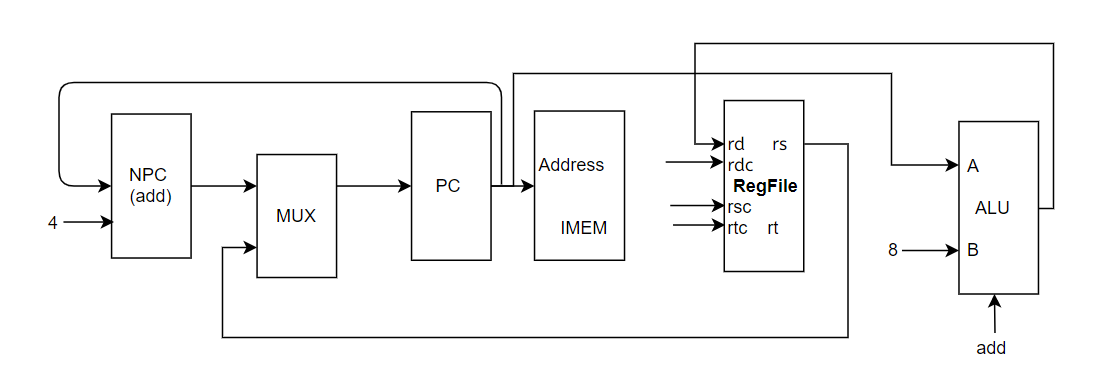 NPC
(add)
4
MUX
PC
Address
IMEM
rd rs
rdc
RegFile
rsc
rtc rt
A
ALU
8
B
add